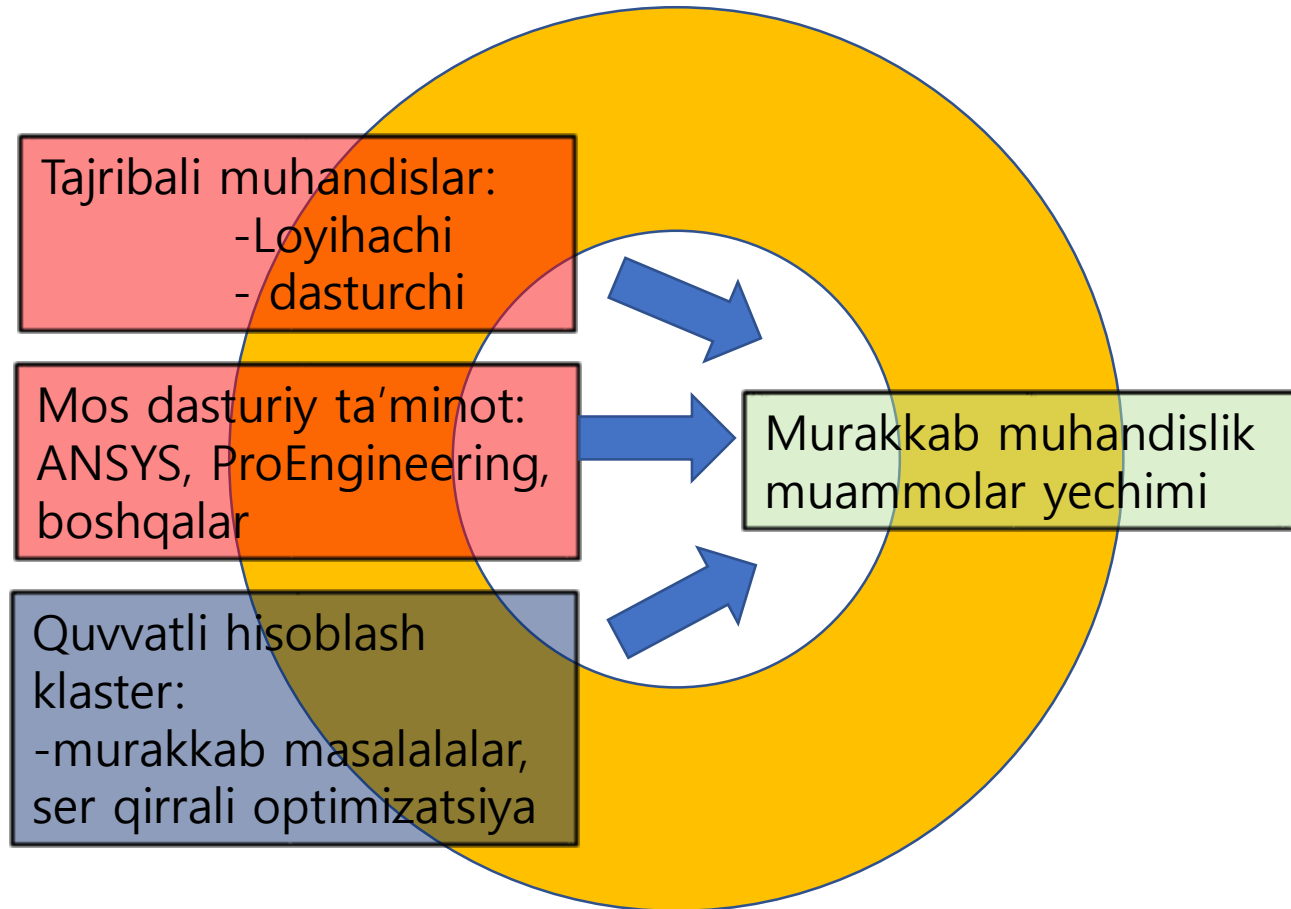 Tajribali muhandislar:
-Loyihachi
- dasturchi
Mos dasturiy ta’minot:
ANSYS, ProEngineering,
boshqalar
Murakkab muhandislik
muammolar yechimi
Quvvatli hisoblash
klaster:
-murakkab masalalalar,
ser qirrali optimizatsiya